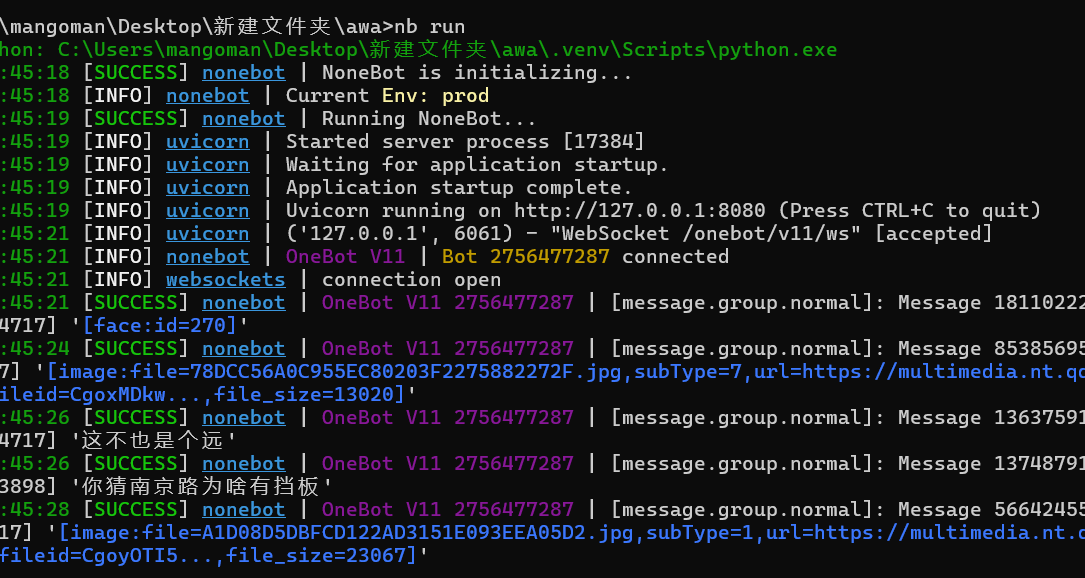 \mangoman\Desktop\新建文件夹\awa>nb run
hon: C:\Users\mangoman\Desktop\新建文件夹\awa\.venv\Scripts\python.exe
:45:18 [SUCCESS] nonebot | NoneBot is initializing...
:45:18 [INFO] nonebot | Current Env: prod
:45:19 [SUCCESS] nonebot | Running NoneBot...
:45:19 [INFO] uvicorn | Started server process [17384]
:45:19 [INFO] uvicorn | Waiting for application startup.
:45:19 [INFO] uvicorn | Application startup complete.
:45:19 [INFO] uvicorn | Uvicorn running on http://127.0.0.1:8080 (Press CTRL+C to quit)
:45:21 [INFO] uvicorn | ('127.0.0.1', 6061) - "WebSocket /onebot/v11/ws" [accepted]
:45:21 [INFO] nonebot | OneBot V11 | Bot 2756477287 connected
:45:21 [INFO] websockets | connection open
:45:21 [SUCCESS] nonebot | OneBot V11 2756477287 | [message.group.normal]: Message 18110222
4717] '[face:id=270]'
:45:24 [SUCCESS] nonebot | OneBot V11 2756477287 | [message.group.normal]: Message 85385695
7] '[image:file=78DCC56A0C955EC80203F2275882272F.jpg,subType=7,url=https://multimedia.nt.qq
ileid=CgoxMDkw...,file_size=13020]'
:45:26 [SUCCESS] nonebot | OneBot V11 2756477287 | [message.group.normal]: Message 13637591
4717] '这不也是个远'
:45:26 [SUCCESS] nonebot | OneBot V11 2756477287 | [message.group.normal]: Message 13748791
3898] '你猜南京路为啥有挡板'
:45:28 [SUCCESS] nonebot | OneBot V11 2756477287 | [message.group.normal]: Message 56642455
17] '[image:file=A1D08D5DBFCD122AD3151E093EEA05D2.jpg,subType=1,url=https://multimedia.nt.q
fileid=CgoyOTI5...,file_size=23067]'